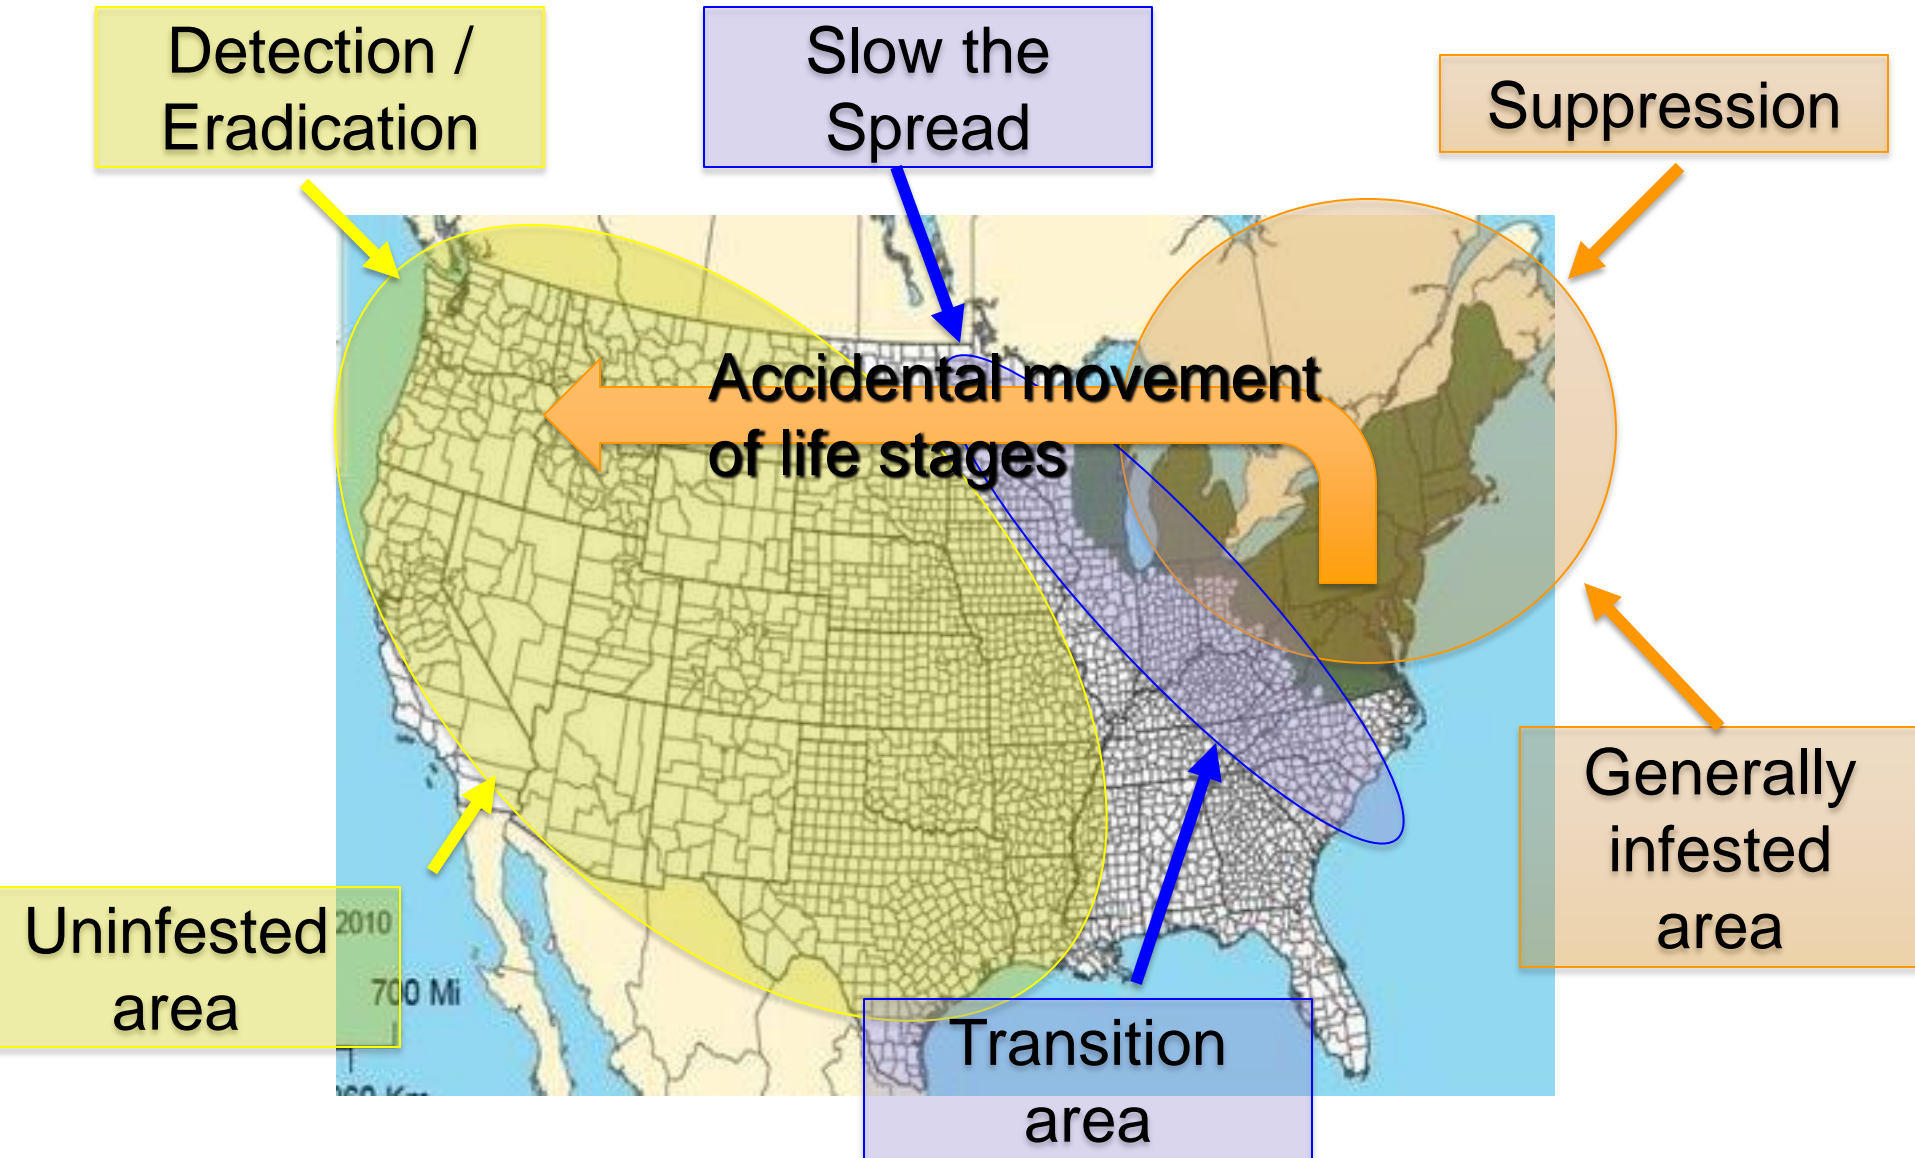 Detection /
Eradication
Slow the
Spread
Suppression
Accidental movement
of life stages
Generally
infested
area
Uninfested
area
2010
700 Mi
Transition
area